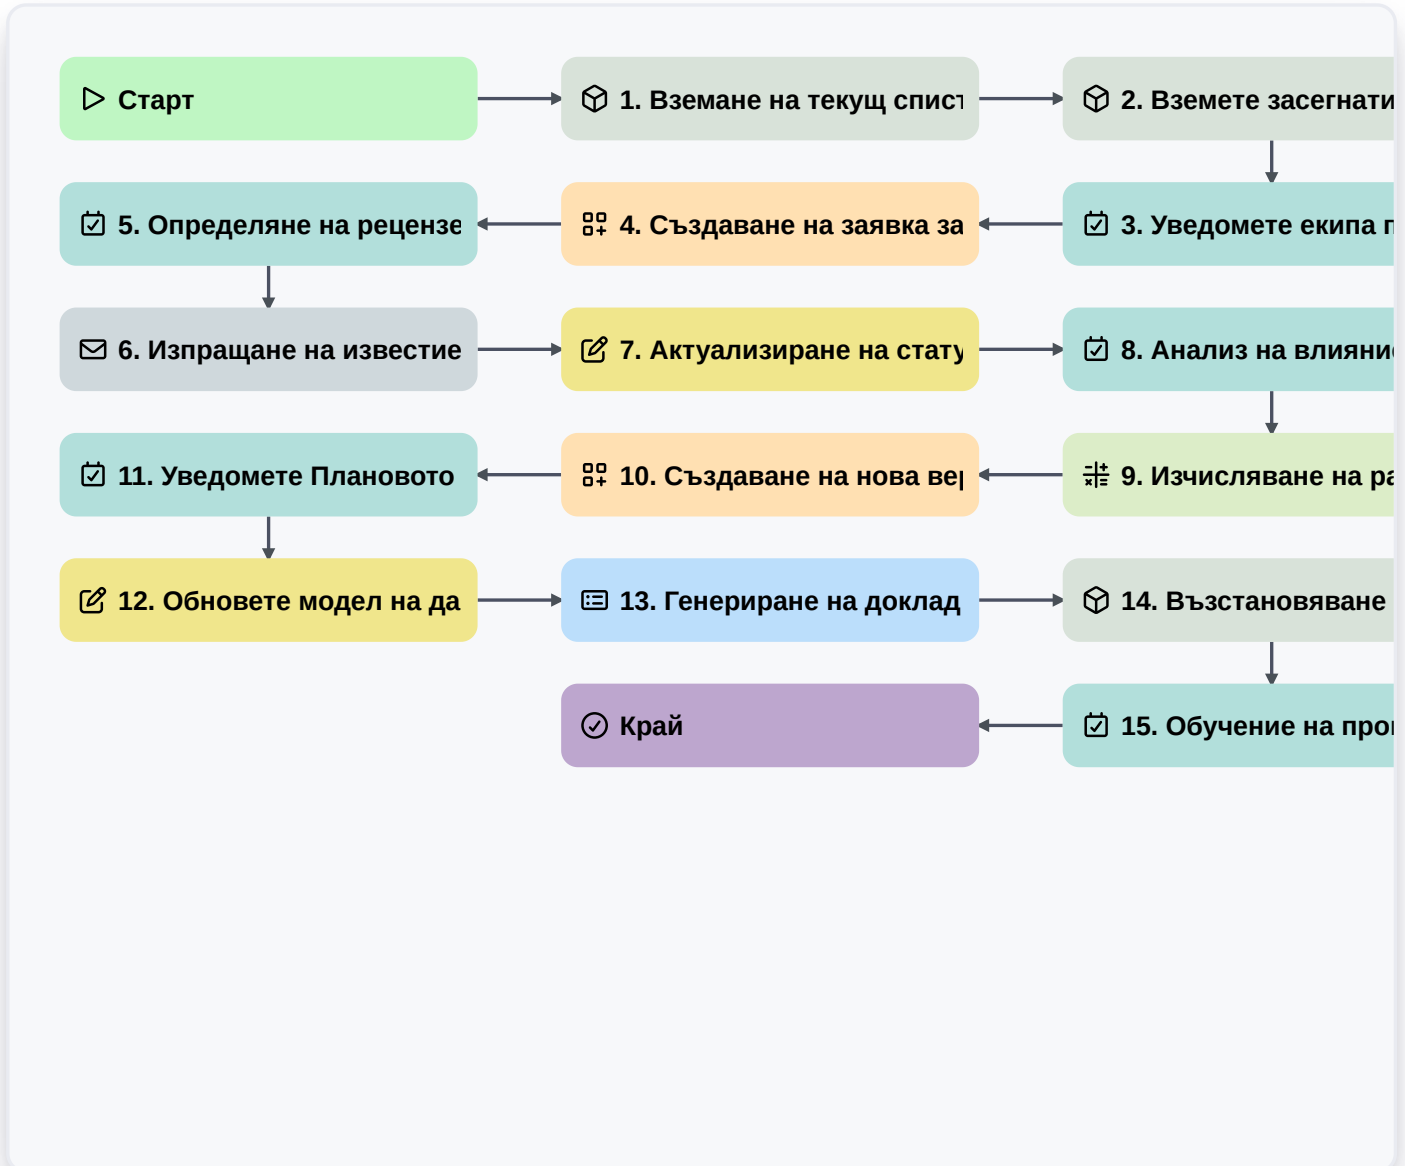 Старт
1. Вземане на текущ спис
2. Вземете засегнати
5. Определяне на рецензе
4. Създаване на заявка за
3. Уведомете екипа п
6. Изпращане на известие
7. Актуализиране на стату
8. Анализ на влияние
11. Уведомете Плановото
10. Създаване на нова вер
9. Изчисляване на ра
12. Обновете модел на да
13. Генериране на доклад
14. Възстановяване
Край
15. Обучение на про